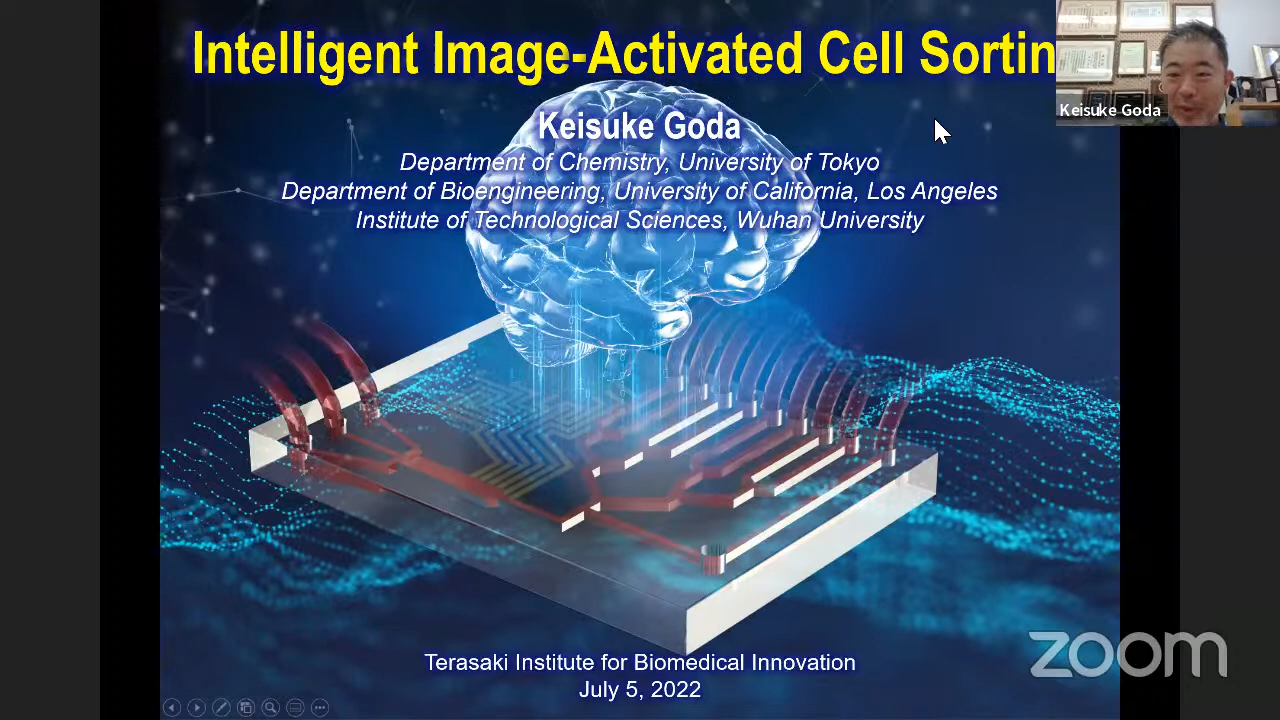 Intelligent Image-Activated Cell Sortin
Keisuke Goda
Keisuke Goda
Department of Chemistry, University of Tokyo
Department of Bioengineering, University of California, Los Angeles
Institute of Technological Sciences, Wuhan University
Terasaki Institute for Biomedical Innovation
July 5, 2022
zoom